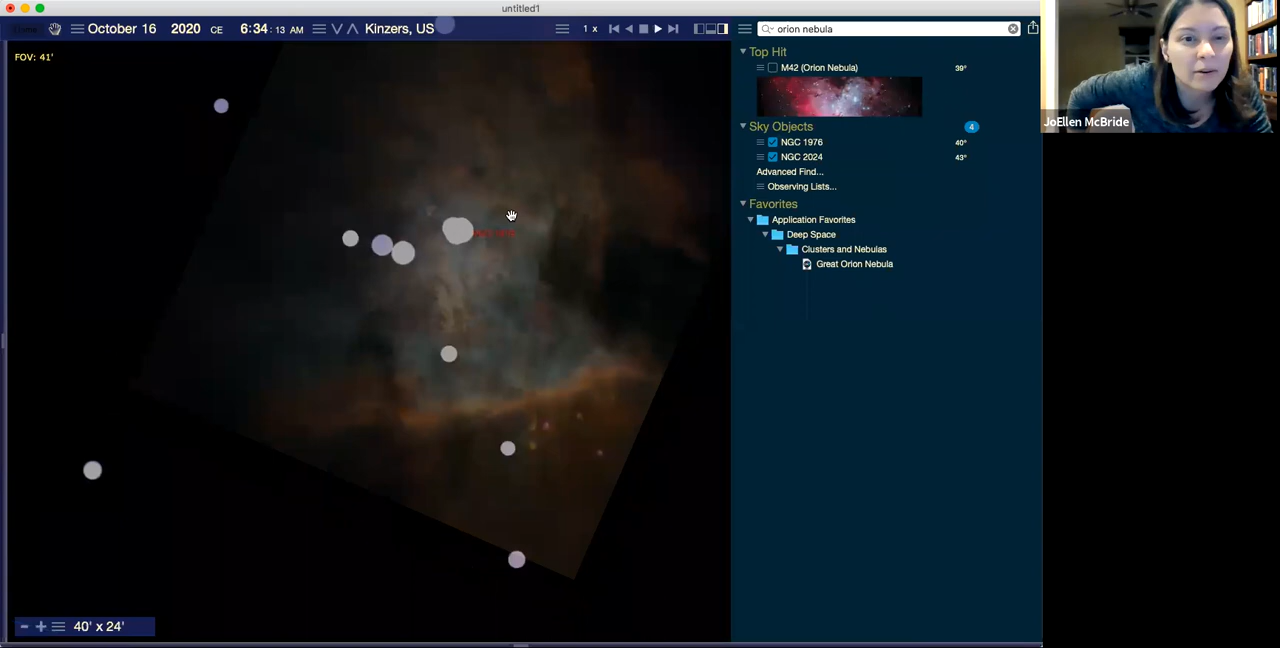 untitled1
October 16 2020 CE 6:34:13 AM Kinzers, US 1 x
orion nebula
FOV: 41'
Top Hit
M42 (Orion Nebula) 39°
Sky Objects 4
NGC 1976 40°
NGC 2024 43°
Advanced Find...
Observing Lists...
Favorites
Application Favorites
Deep Space
Clusters and Nebulas
Great Orion Nebula
40' x 24'
JoEllen McBride